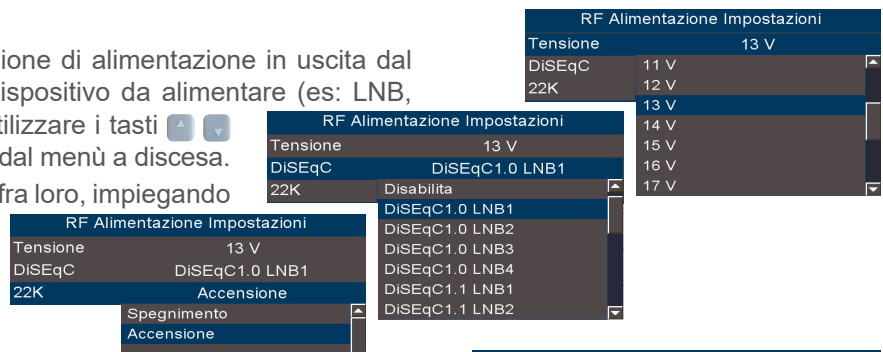 ione di alimentazione in uscita dal
ispositivo da alimentare (es: LNB,
tilizzare i tasti
dal menù a discesa.
fra loro, impiegando
RF Alimentazione Impostazioni
Tensione 13 V
DiSEqC
22K
11 V
12 V
13 V
14 V
15 V
16 V
17 V
RF Alimentazione Impostazioni
Tensione 13 V
DiSEqC DiSEqC1.0 LNB1
22K
Disabilita
DiSEqC1.0 LNB1
DiSEqC1.0 LNB2
DiSEqC1.0 LNB3
DiSEqC1.0 LNB4
DiSEqC1.1 LNB1
DiSEqC1.1 LNB2
RF Alimentazione Impostazioni
Tensione 13 V
DiSEqC DiSEqC1.0 LNB1
22K Accensione
Spegnimento
Accensione